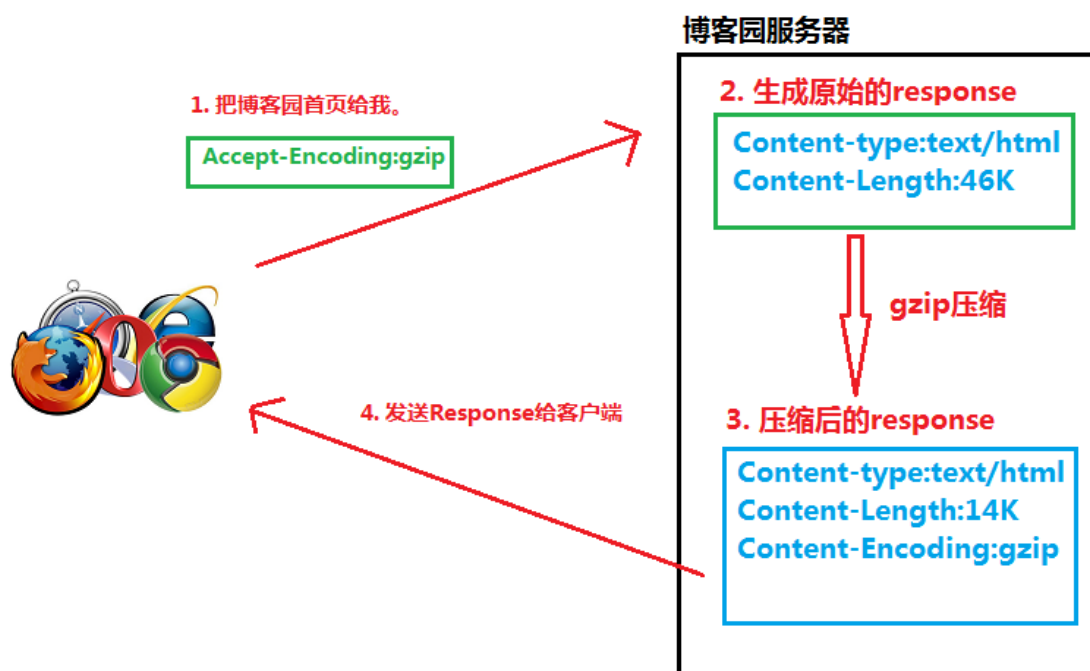 博客园服务器
1. 把博客园首页给我。
Accept-Encoding:gzip
2. 生成原始的response
Content-type:text/html
Content-Length:46K
gzip压缩
3. 压缩后的response
Content-type:text/html
Content-Length:14K
Content-Encoding:gzip
4. 发送Response给客户端